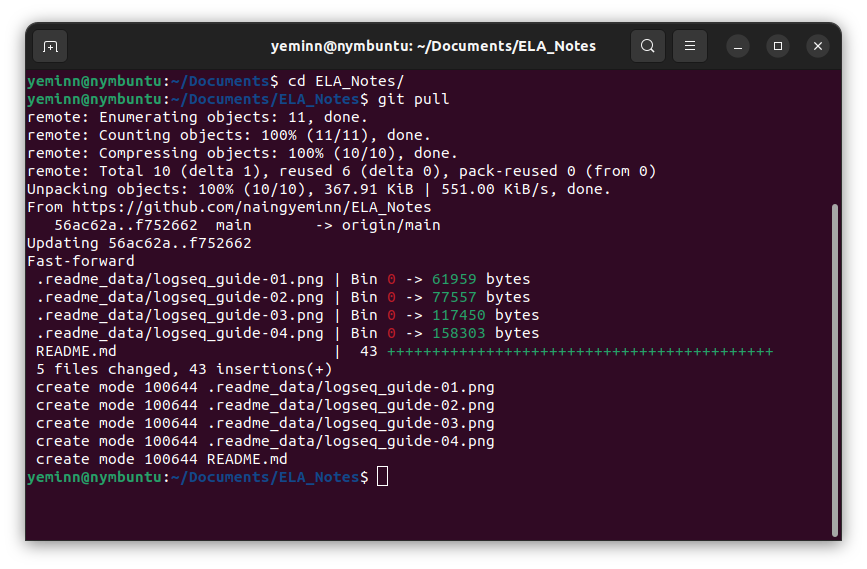 yeminn@nymbuntu: ~/Documents/ELA_Notes
yeminn@nymbuntu:~/Documents$ cd ELA_Notes/
yeminn@nymbuntu:~/Documents/ELA_Notes$ git pull
remote: Enumerating objects: 11, done.
remote: Counting objects: 100% (11/11), done.
remote: Compressing objects: 100% (10/10), done.
remote: Total 10 (delta 1), reused 6 (delta 0), pack-reused 0 (from 0)
Unpacking objects: 100% (10/10), 367.91 KiB | 551.00 KiB/s, done.
From https://github.com/naingyeminn/ELA_Notes
   56ac62a..f752662  main       -> origin/main
Updating 56ac62a..f752662
Fast-forward
 .readme_data/logseq_guide-01.png | Bin 0 -> 61959 bytes
 .readme_data/logseq_guide-02.png | Bin 0 -> 77557 bytes
 .readme_data/logseq_guide-03.png | Bin 0 -> 117450 bytes
 .readme_data/logseq_guide-04.png | Bin 0 -> 158303 bytes
 README.md                        |  43 +++++++++++++++++++++++++++++++++++++++++++
 5 files changed, 43 insertions(+)
 create mode 100644 .readme_data/logseq_guide-01.png
 create mode 100644 .readme_data/logseq_guide-02.png
 create mode 100644 .readme_data/logseq_guide-03.png
 create mode 100644 .readme_data/logseq_guide-04.png
 create mode 100644 README.md
yeminn@nymbuntu:~/Documents/ELA_Notes$